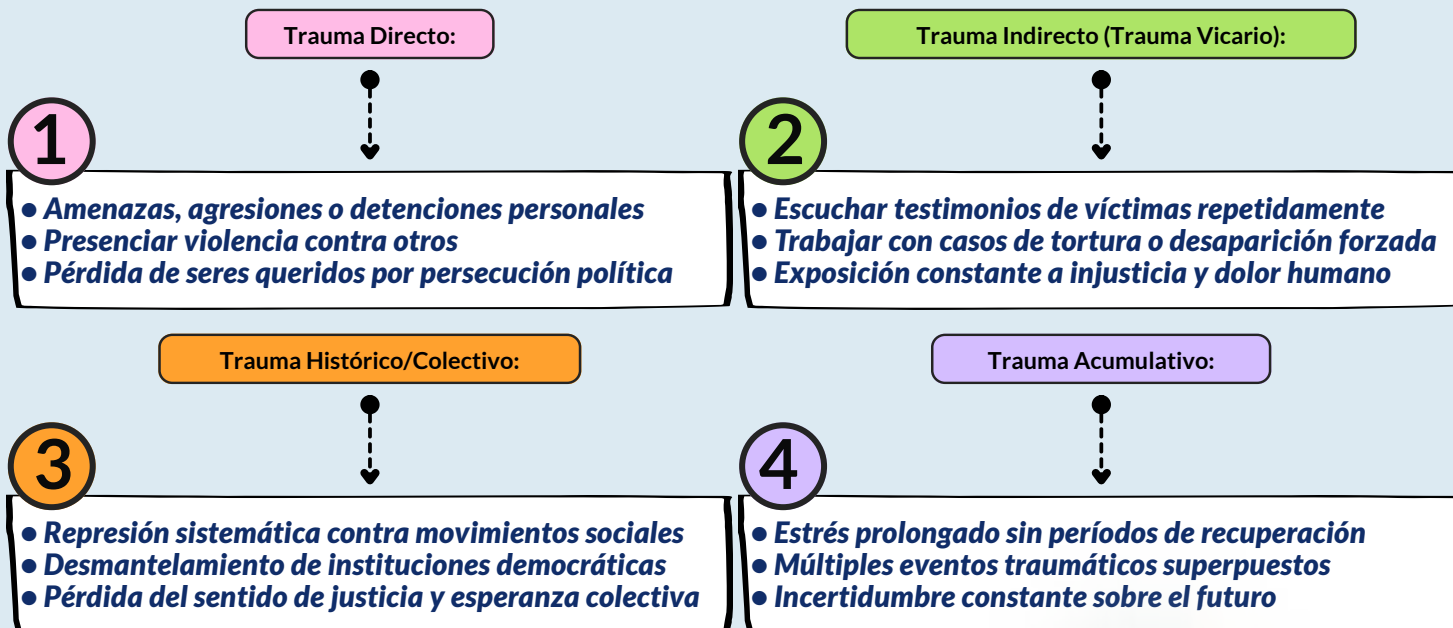 Trauma Directo:
1
● Amenazas, agresiones o detenciones personales
● Presenciar violencia contra otros
● Pérdida de seres queridos por persecución política
Trauma Indirecto (Trauma Vicario):
2
● Escuchar testimonios de víctimas repetidamente
● Trabajar con casos de tortura o desaparición forzada
● Exposición constante a injusticia y dolor humano
Trauma Histórico/Colectivo:
3
● Represión sistemática contra movimientos sociales
● Desmantelamiento de instituciones democráticas
● Pérdida del sentido de justicia y esperanza colectiva
Trauma Acumulativo:
4
● Estrés prolongado sin períodos de recuperación
● Múltiples eventos traumáticos superpuestos
● Incertidumbre constante sobre el futuro